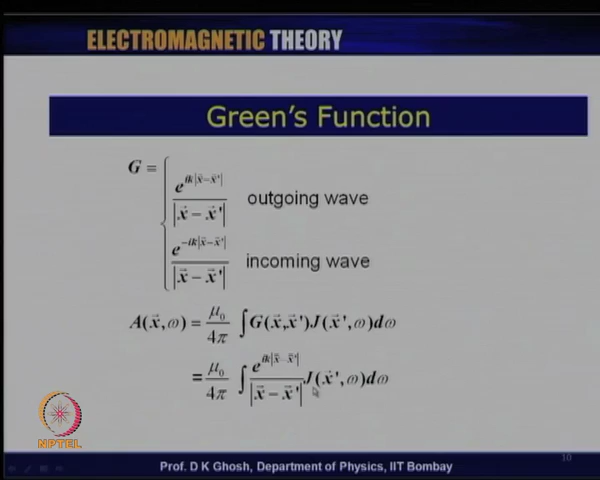 ELECTROMAGNETIC THEORY
Green's Function
G ≡ { e^{ik|x⃗−x⃗'|} / |x⃗ − x⃗'| outgoing wave
e^{−ik|x⃗−x⃗'|} / |x⃗ − x⃗'| incoming wave
A(x⃗,ω) = μ₀/4π ∫ G(x⃗,x⃗')J(x⃗',ω)dω
= μ₀/4π ∫ e^{ik|x⃗−x⃗'|} / |x⃗ − x⃗'| J(x⃗',ω)dω
NPTEL
10
Prof. D K Ghosh, Department of Physics, IIT Bombay